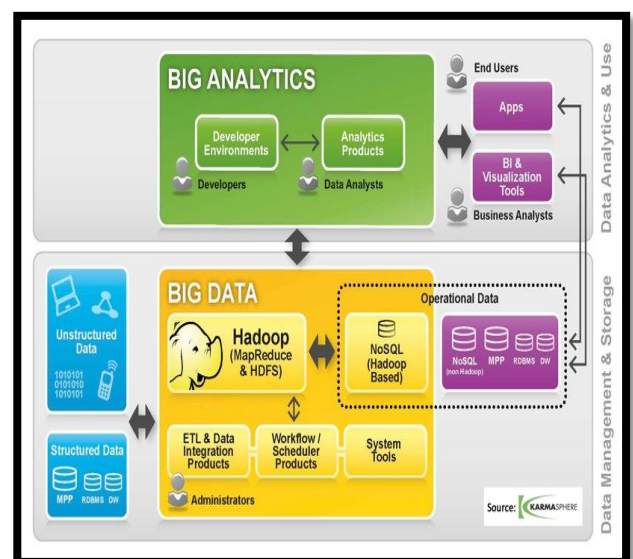 BIG ANALYTICS
Developer
Environments
Analytics
Products
Developers
Data Analysts
End Users
Apps
BI &
Visualization
Tools
Business Analysts
Data Analytics & Use
Unstructured
Data
1010101
0101010
1010101
Structured Data
MPP RDBMS DW
BIG DATA
Hadoop
(MapReduce
& HDFS)
NoSQL
(Hadoop
Based)
Operational Data
NoSQL MPP RDBMS DW
(non Hadoop)
ETL & Data
Integration
Products
Workflow /
Scheduler
Products
System
Tools
Administrators
Source: KARMASPHERE
Data Management & Storage